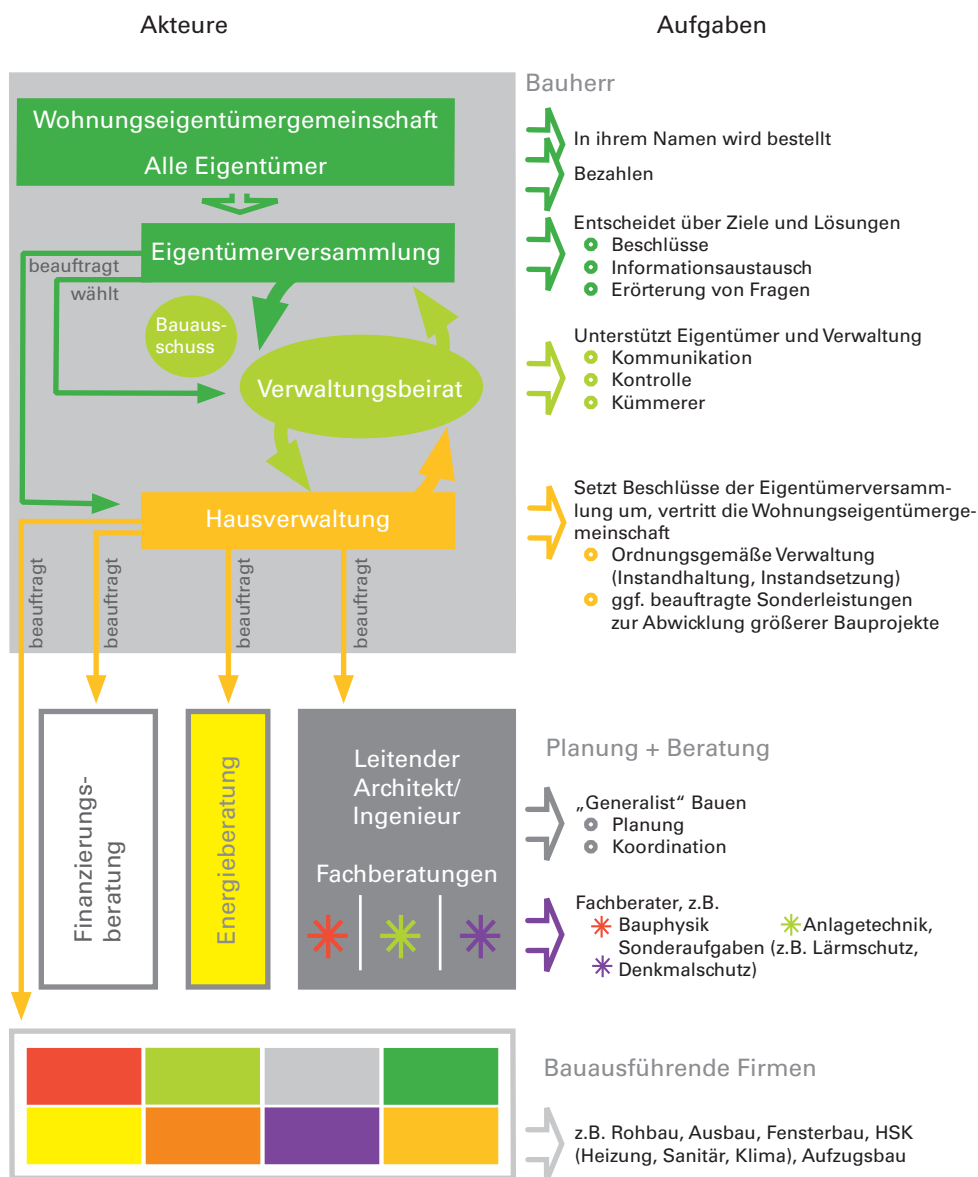 Akteure
Aufgaben
Bauherr
Wohnungseigentümergemeinschaft
Alle Eigentümer
In ihrem Namen wird bestellt
Bezahlen
Eigentümerversammlung
beauftragt
wählt
Entscheidet über Ziele und Lösungen
Beschlüsse
Informationsaustausch
Erörterung von Fragen
Bauaus-
schuss
Verwaltungsbeirat
Unterstützt Eigentümer und Verwaltung
Kommunikation
Kontrolle
Kümmerer
Hausverwaltung
Setzt Beschlüsse der Eigentümerversamm-
lung um, vertritt die Wohnungseigentümerge-
meinschaft
Ordnungsgemäße Verwaltung
(Instandhaltung, Instandsetzung)
ggf. beauftragte Sonderleistungen
zur Abwicklung größerer Bauprojekte
beauftragt
beauftragt
beauftragt
beauftragt
Finanzierungs-
beratung
Energieberatung
Leitender
Architekt/
Ingenieur
Fachberatungen
Planung + Beratung
„Generalist“ Bauen
Planung
Koordination
Fachberater, z.B.
Bauphysik Anlagetechnik,
Sonderaufgaben (z.B. Lärmschutz,
Denkmalschutz)
Bauausführende Firmen
z.B. Rohbau, Ausbau, Fensterbau, HSK
(Heizung, Sanitär, Klima), Aufzugsbau